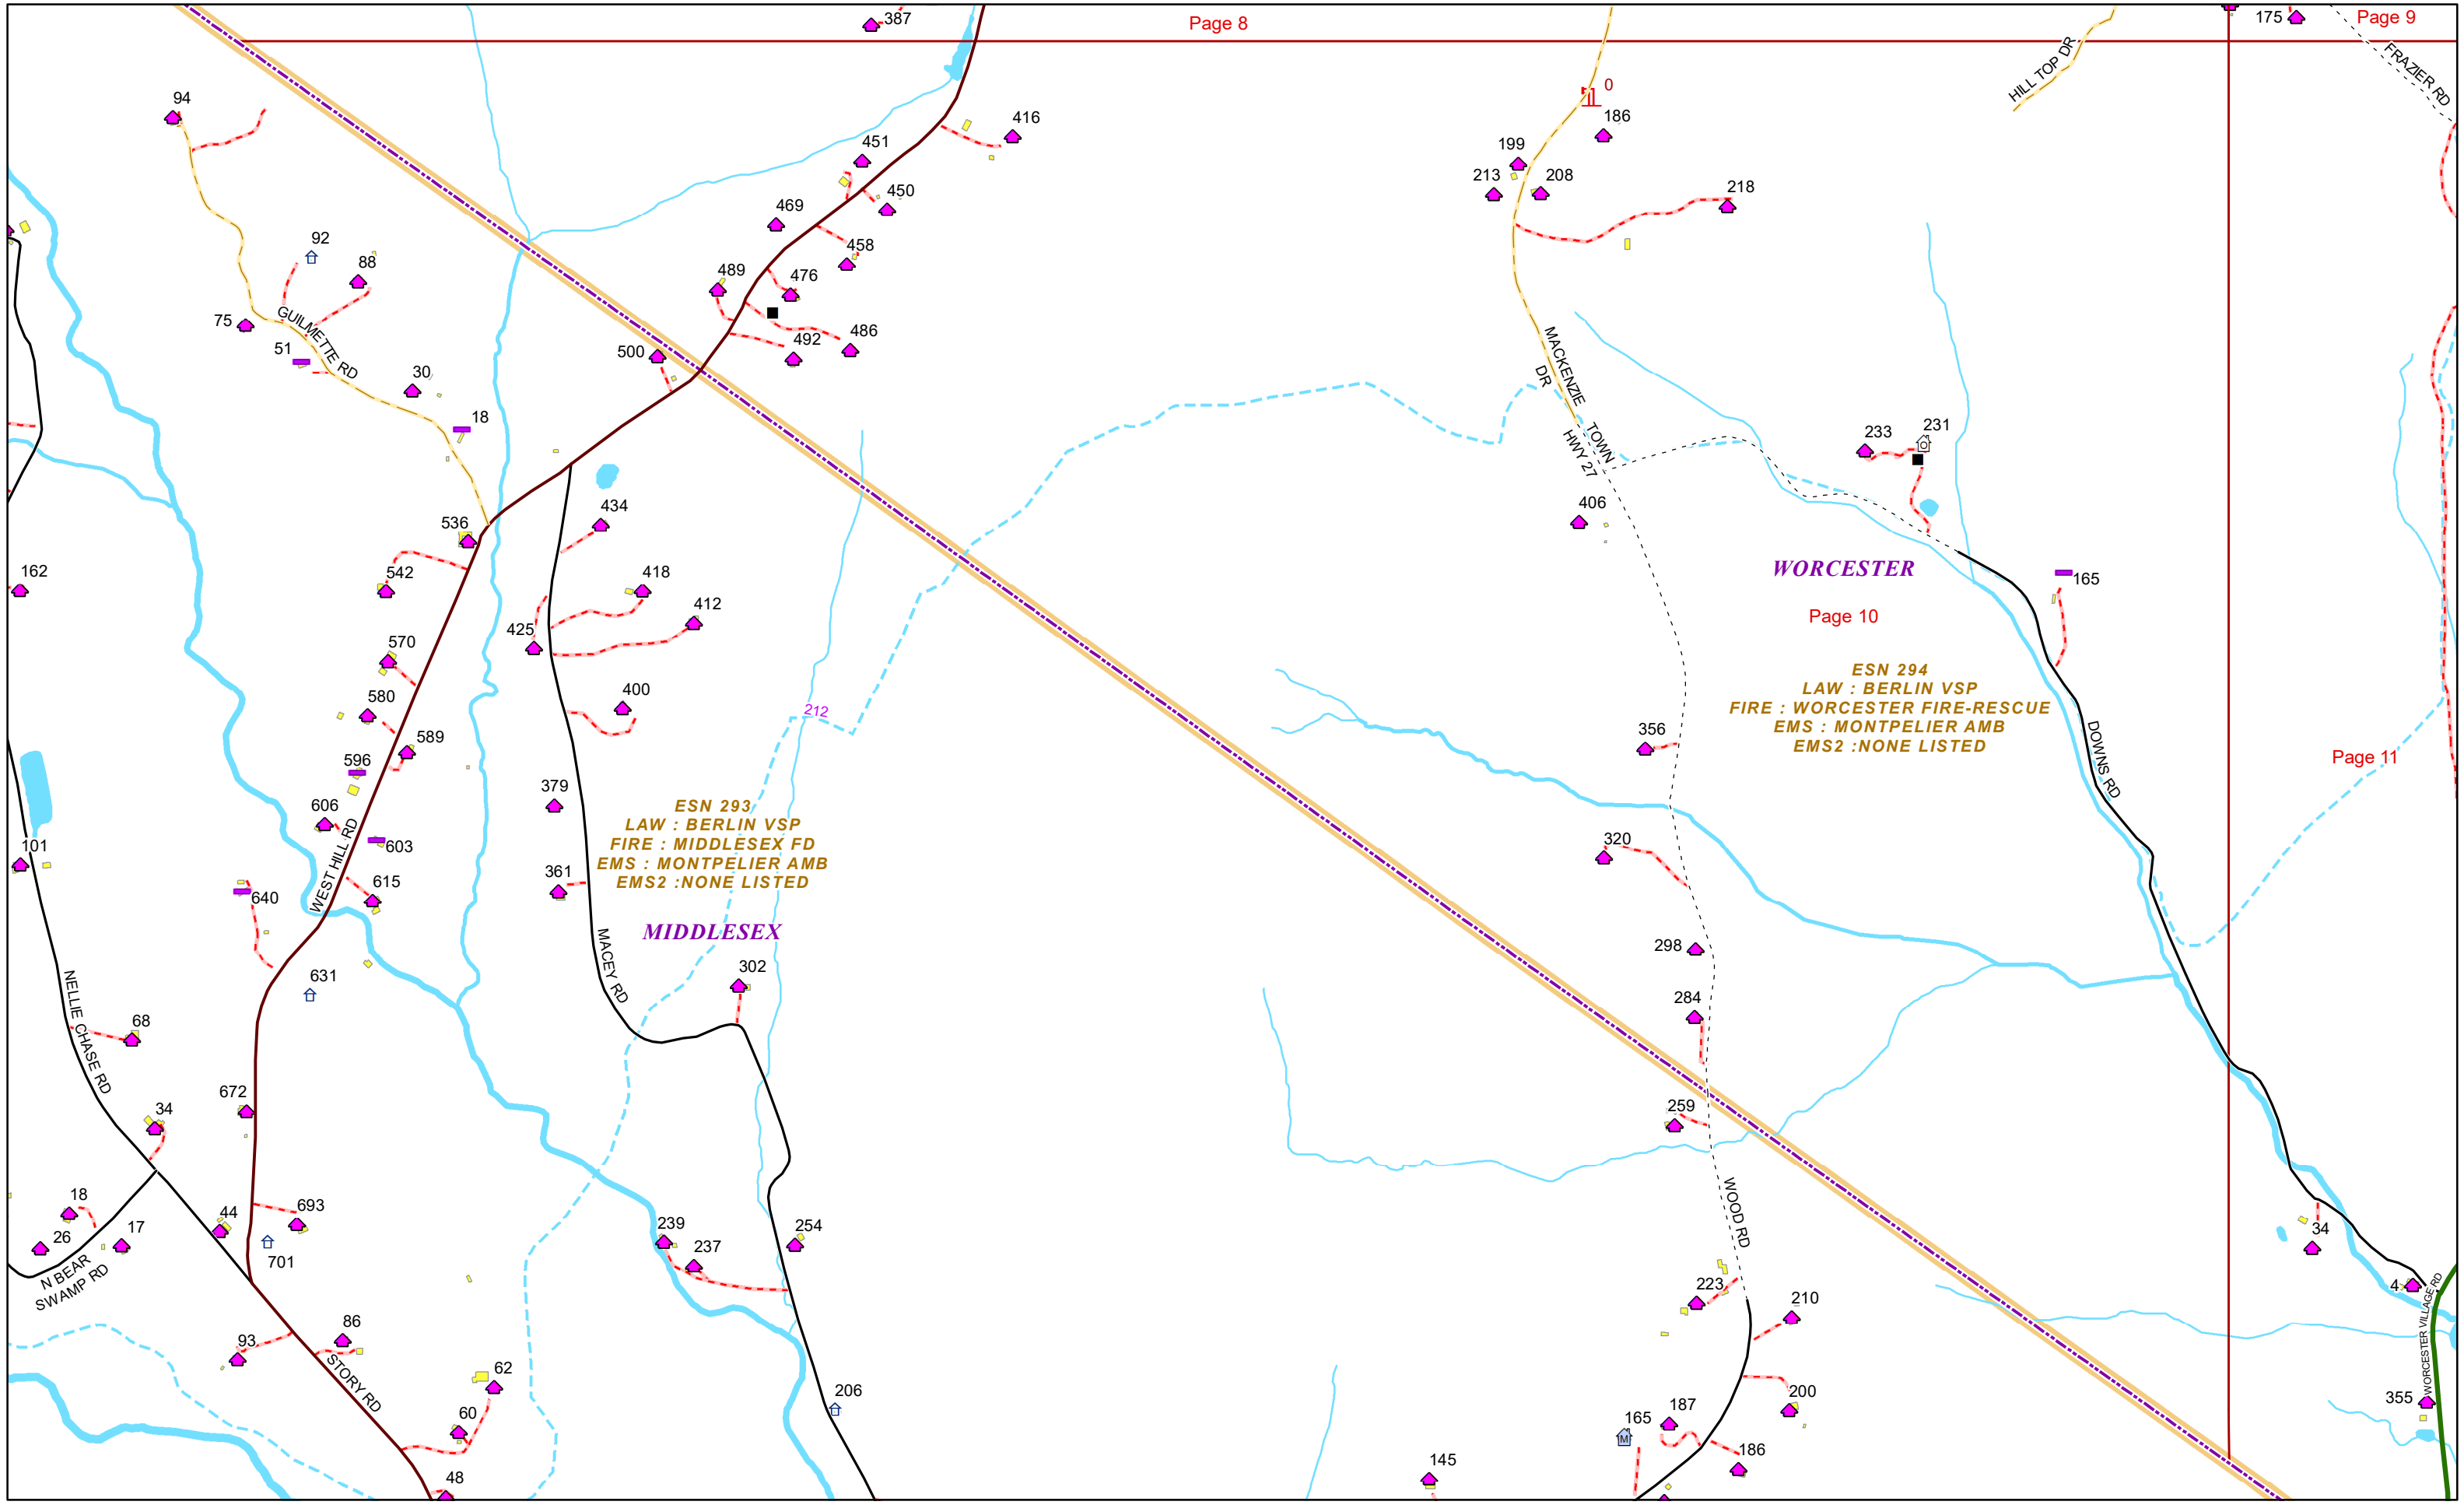 387
Page 8
175
Page 9
FRAZIER RD
HILL TOP DR
94
0
186
416
451
199
213
208
218
450
469
458
92
88
489
476
75
GUILMETTE RD
51
500
492
486
30
18
MACKENZIE
DR
TOWN
HWY 27
233
231
434
406
536
162
542
418
412
425
WORCESTER
165
Page 10
570
400
580
212
589
596
ESN 294
LAW : BERLIN VSP
FIRE : WORCESTER FIRE-RESCUE
EMS : MONTPELIER AMB
EMS2 :NONE LISTED
356
DOWNS RD
Page 11
379
606
603
WEST HILL RD
ESN 293
LAW : BERLIN VSP
FIRE : MIDDLESEX FD
EMS : MONTPELIER AMB
EMS2 :NONE LISTED
101
320
361
615
640
MIDDLESEX
298
MACEY RD
302
631
284
NELLIE CHASE RD
68
672
34
259
18
26
17
44
693
701
N BEAR
SWAMP RD
239
237
254
WOOD RD
34
4
223
210
WORCESTER VILLAGE RD
93
86
STORY RD
62
60
206
200
355
165
M
187
186
145
48